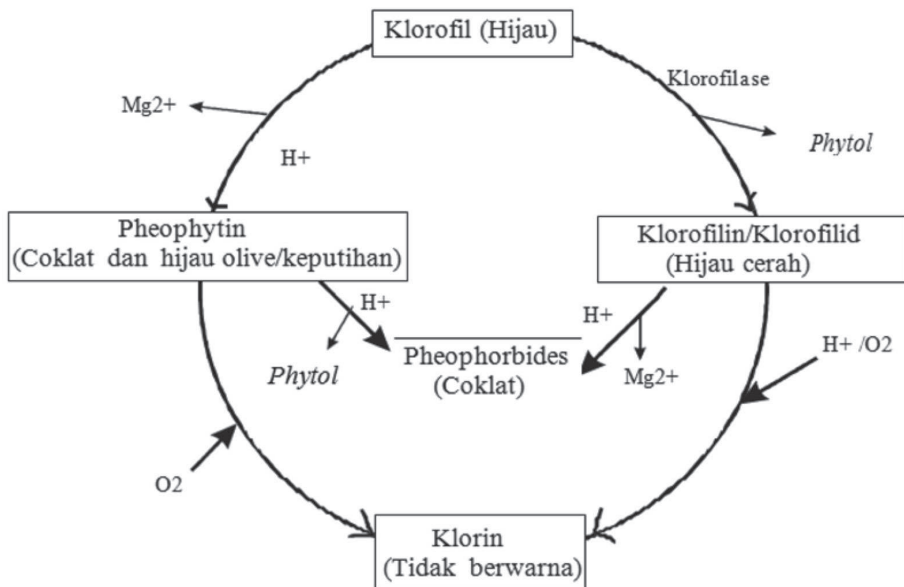 Klorofil (Hijau)
Klorofilase
Mg2+
Phytol
H+
Pheophytin
(Coklat dan hijau olive/keputihan)
Klorofilin/Klorofilid
(Hijau cerah)
H+
H+
H+ /O2
Pheophorbides
(Coklat)
Phytol
Mg2+
O2
Klorin
(Tidak berwarna)